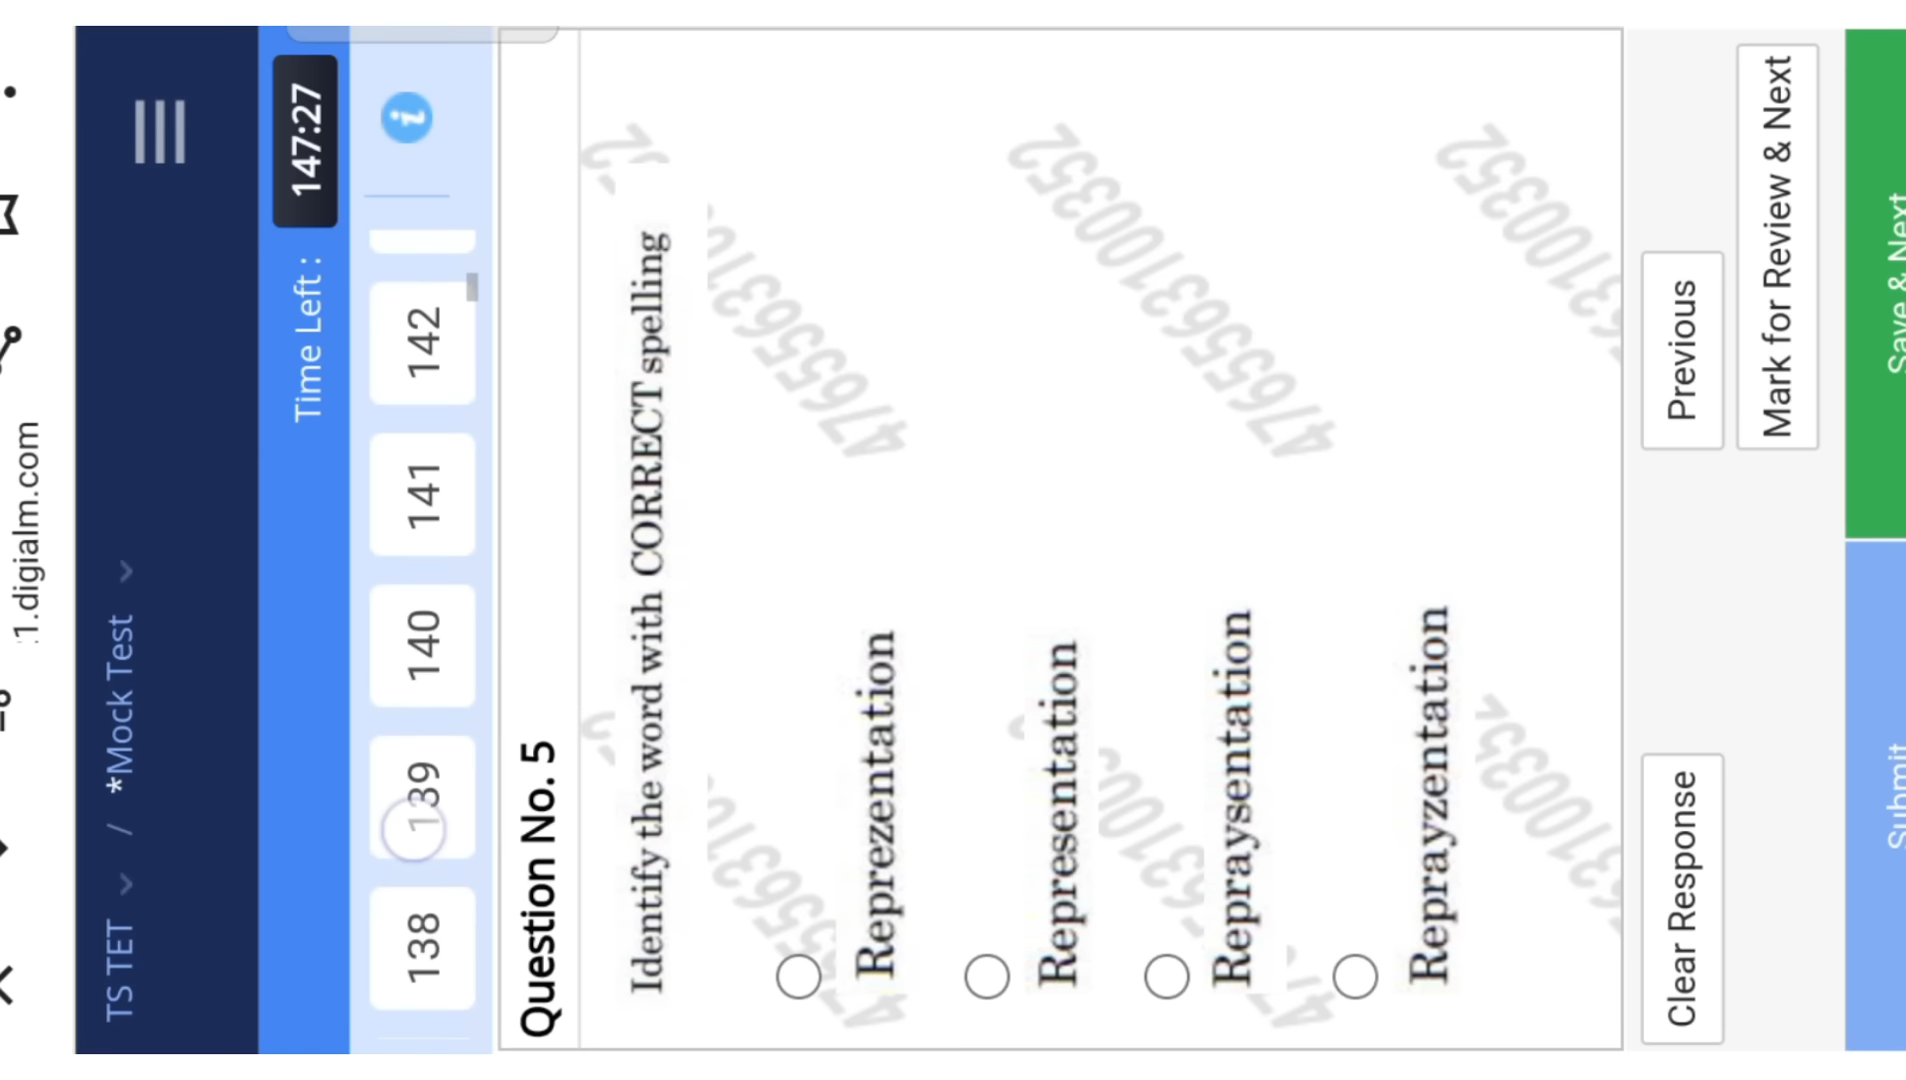 1.digialm.com
TS TET / *Mock Test
Time Left : 147:27
138 139 140 141 142
Question No. 5
Identify the word with CORRECT spelling
Reprezentation
Representation
Repraysentation
Reprayzentation
47655631003352
Clear Response Previous
Mark for Review & Next
Submit Save & Next